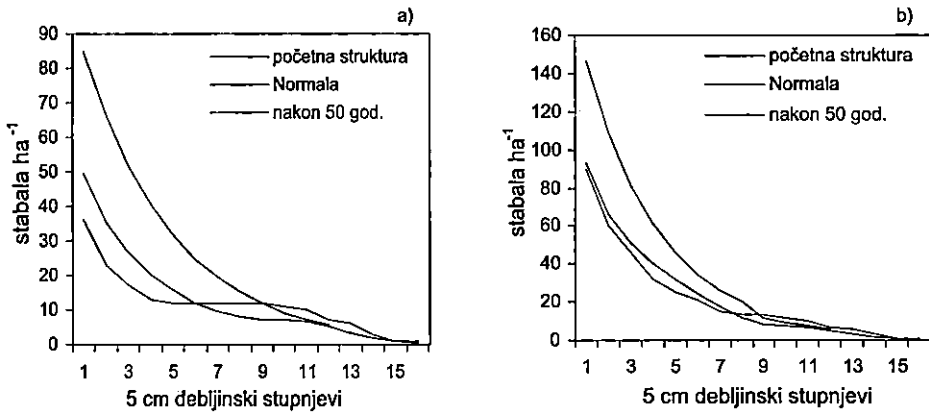 a)
90
80
70
60
50
40
30
20
10
0
stabala ha⁻¹
početna struktura
Normala
nakon 50 god.
1 3 5 7 9 11 13 15
5 cm debljinski stupnjevi
b)
160
140
120
100
80
60
40
20
0
stabala ha⁻¹
početna struktura
Normala
nakon 50 god.
1 3 5 7 9 11 13 15
5 cm debljinski stupnjevi